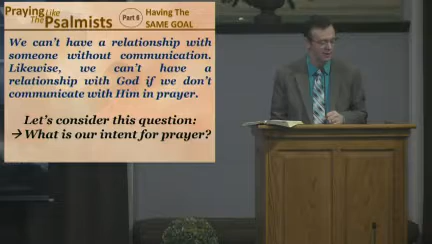 Praying Like
The Psalmists
Part 6
Having The
SAME GOAL
We can't have a relationship with
someone without communication.
Likewise, we can't have a
relationship with God if we don't
communicate with Him in prayer.
Let's consider this question:
→ What is our intent for prayer?